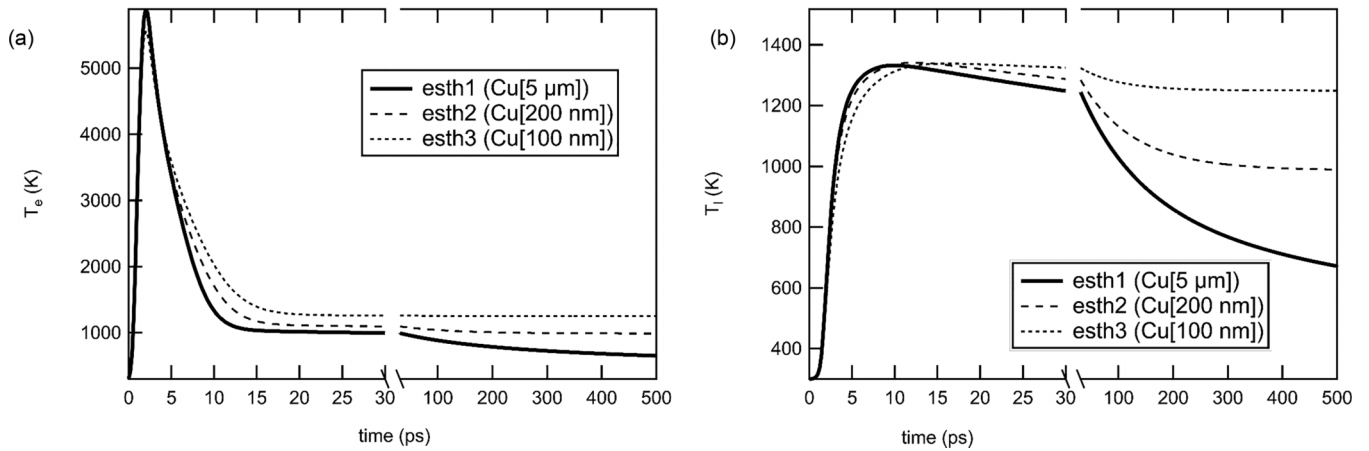 (a)
5000
4000
3000
2000
1000
Te (K)
esth1 (Cu[5 µm])
esth2 (Cu[200 nm])
esth3 (Cu[100 nm])
0 5 10 15 20 25 30 100 200 300 400 500
time (ps)
(b)
1400
1200
1000
800
600
400
Tl (K)
esth1 (Cu[5 µm])
esth2 (Cu[200 nm])
esth3 (Cu[100 nm])
0 5 10 15 20 25 30 100 200 300 400 500
time (ps)